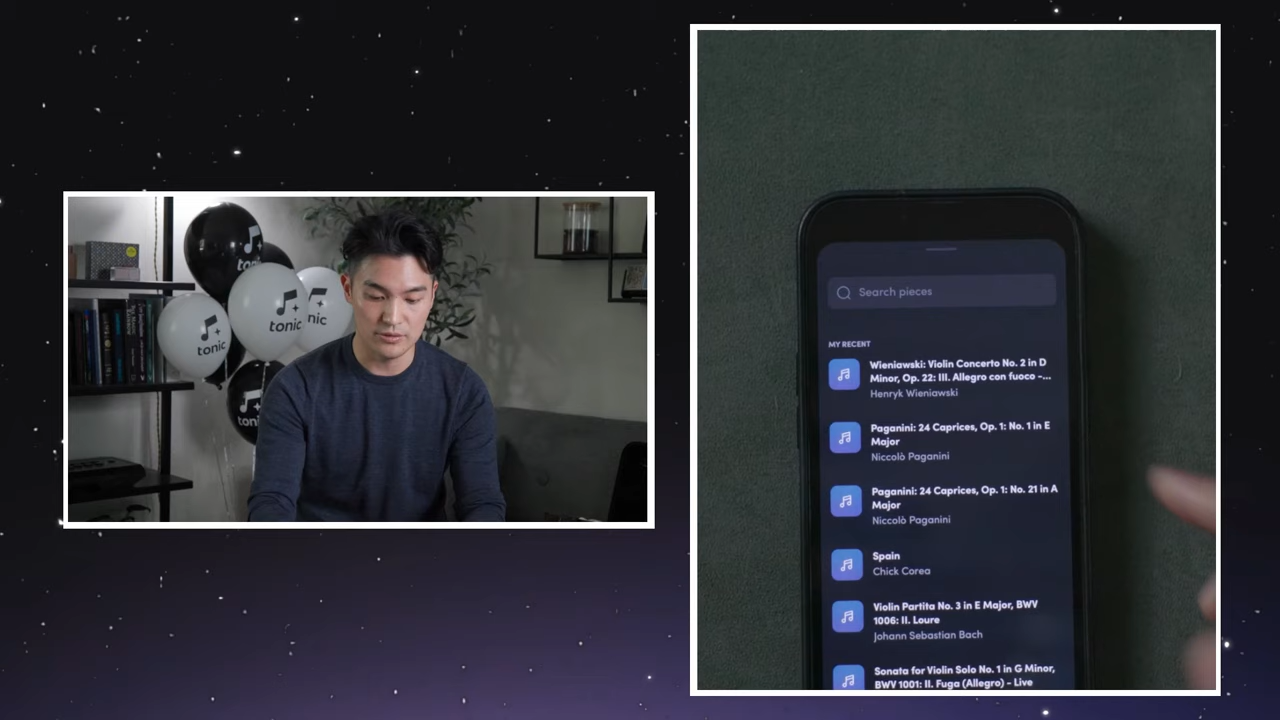 tonic
tonic
tonic
nic
tonic
Search pieces
MY RECENT
Wieniawski: Violin Concerto No. 2 in D
Minor, Op. 22: III. Allegro con fuoco -...
Henryk Wieniawski
Paganini: 24 Caprices, Op. 1: No. 1 in E
Major
Niccolò Paganini
Paganini: 24 Caprices, Op. 1: No. 21 in A
Major
Niccolò Paganini
Spain
Chick Corea
Violin Partita No. 3 in E Major, BWV
1006: II. Loure
Johann Sebastian Bach
Sonata for Violin Solo No. 1 in G Minor,
BWV 1001: II. Fuga (Allegro) - Live